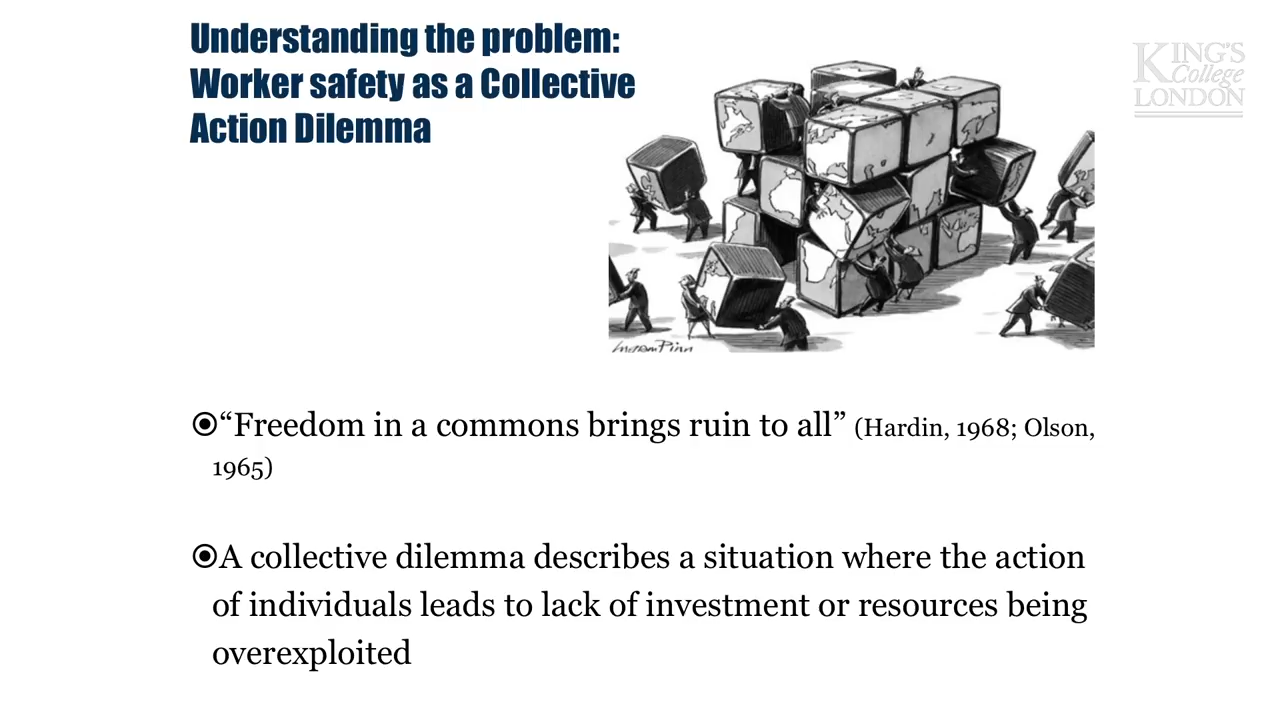 Understanding the problem:
Worker safety as a Collective
Action Dilemma
KING'S
College
LONDON
Ingram Pinn
⦿“Freedom in a commons brings ruin to all” (Hardin, 1968; Olson,
1965)
⦿A collective dilemma describes a situation where the action
of individuals leads to lack of investment or resources being
overexploited